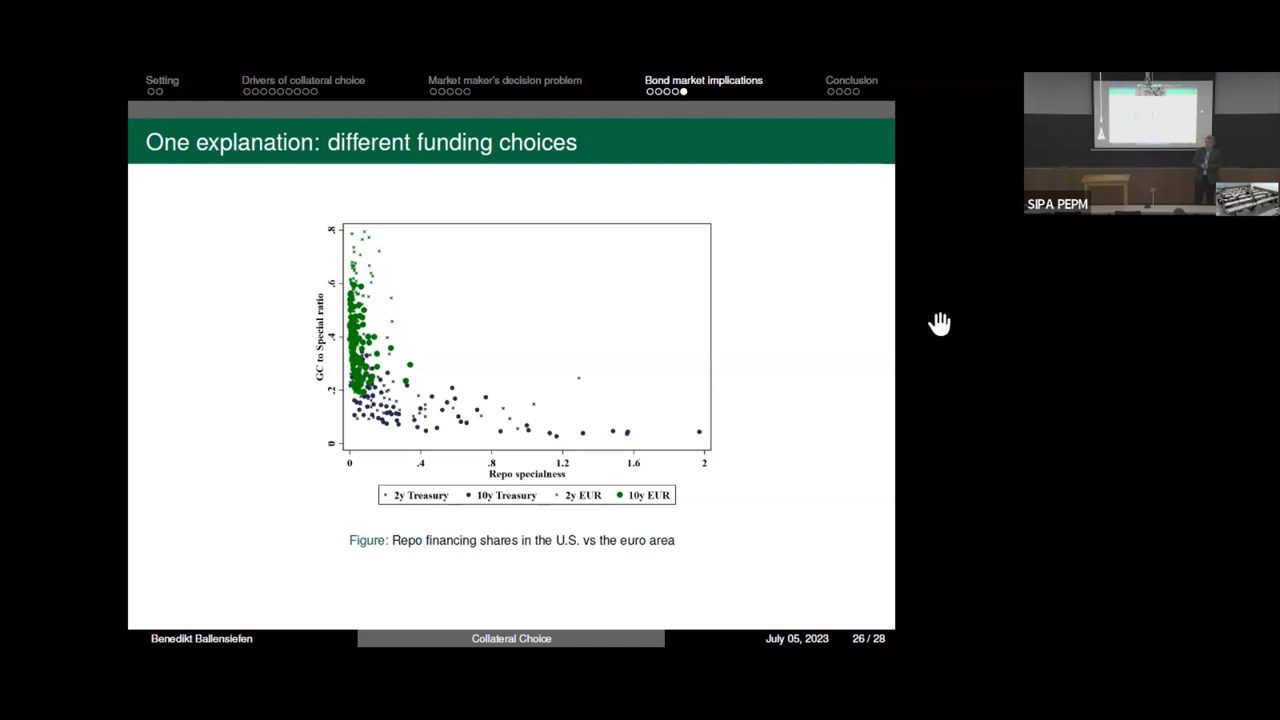 Setting
Drivers of collateral choice
Market maker's decision problem
Bond market implications
Conclusion
One explanation: different funding choices
SIPA PEPM
GC to Special ratio
.8
.6
.4
.2
0
0 .4 .8 1.2 1.6 2
Repo specialness
2y Treasury 10y Treasury 2y EUR 10y EUR
Figure: Repo financing shares in the U.S. vs the euro area
Benedikt Ballensiefen
Collateral Choice
July 05, 2023
26 / 28